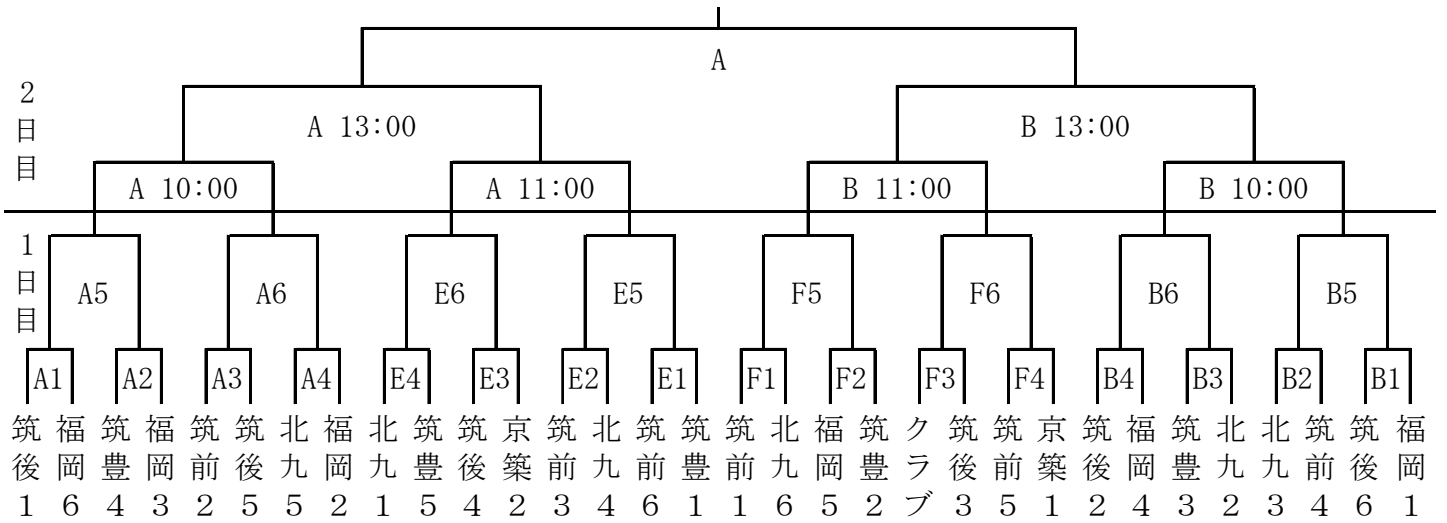 A
2日目
A 13:00
B 13:00
A 10:00
A 11:00
B 11:00
B 10:00
1日目
A5
A6
E6
E5
F5
F6
B6
B5
A1
A2
A3
A4
E4
E3
E2
E1
F1
F2
F3
F4
B4
B3
B2
B1
筑後１
福岡６
筑豊４
福岡３
筑前２
筑後５
北九５
福岡２
北九１
筑豊５
筑後４
京築２
筑前３
北九４
筑前６
筑豊１
筑前１
北九６
福岡５
筑豊２
クラブ
筑後３
筑前５
京築１
筑後２
福岡４
筑豊３
北九２
北九３
筑前４
筑後６
福岡１